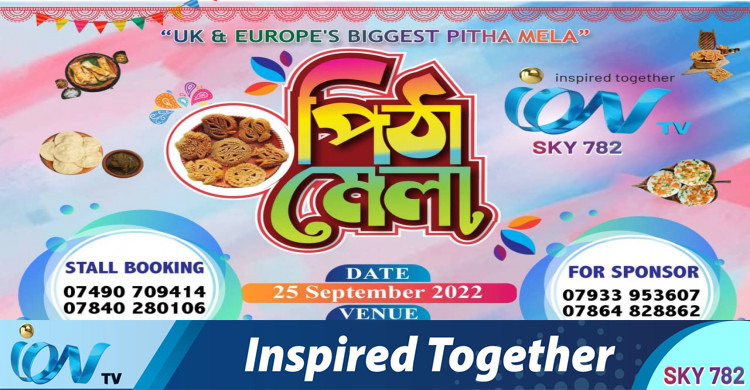 “UK & EUROPE'S BIGGEST PITHA MELA”
inspired together
iON TV
SKY 782
পিঠা
মেলা
STALL BOOKING
07490 709414
07840 280106
DATE
25 September 2022
VENUE
FOR SPONSOR
07933 953607
07864 828862
iON TV
Inspired Together
SKY 782